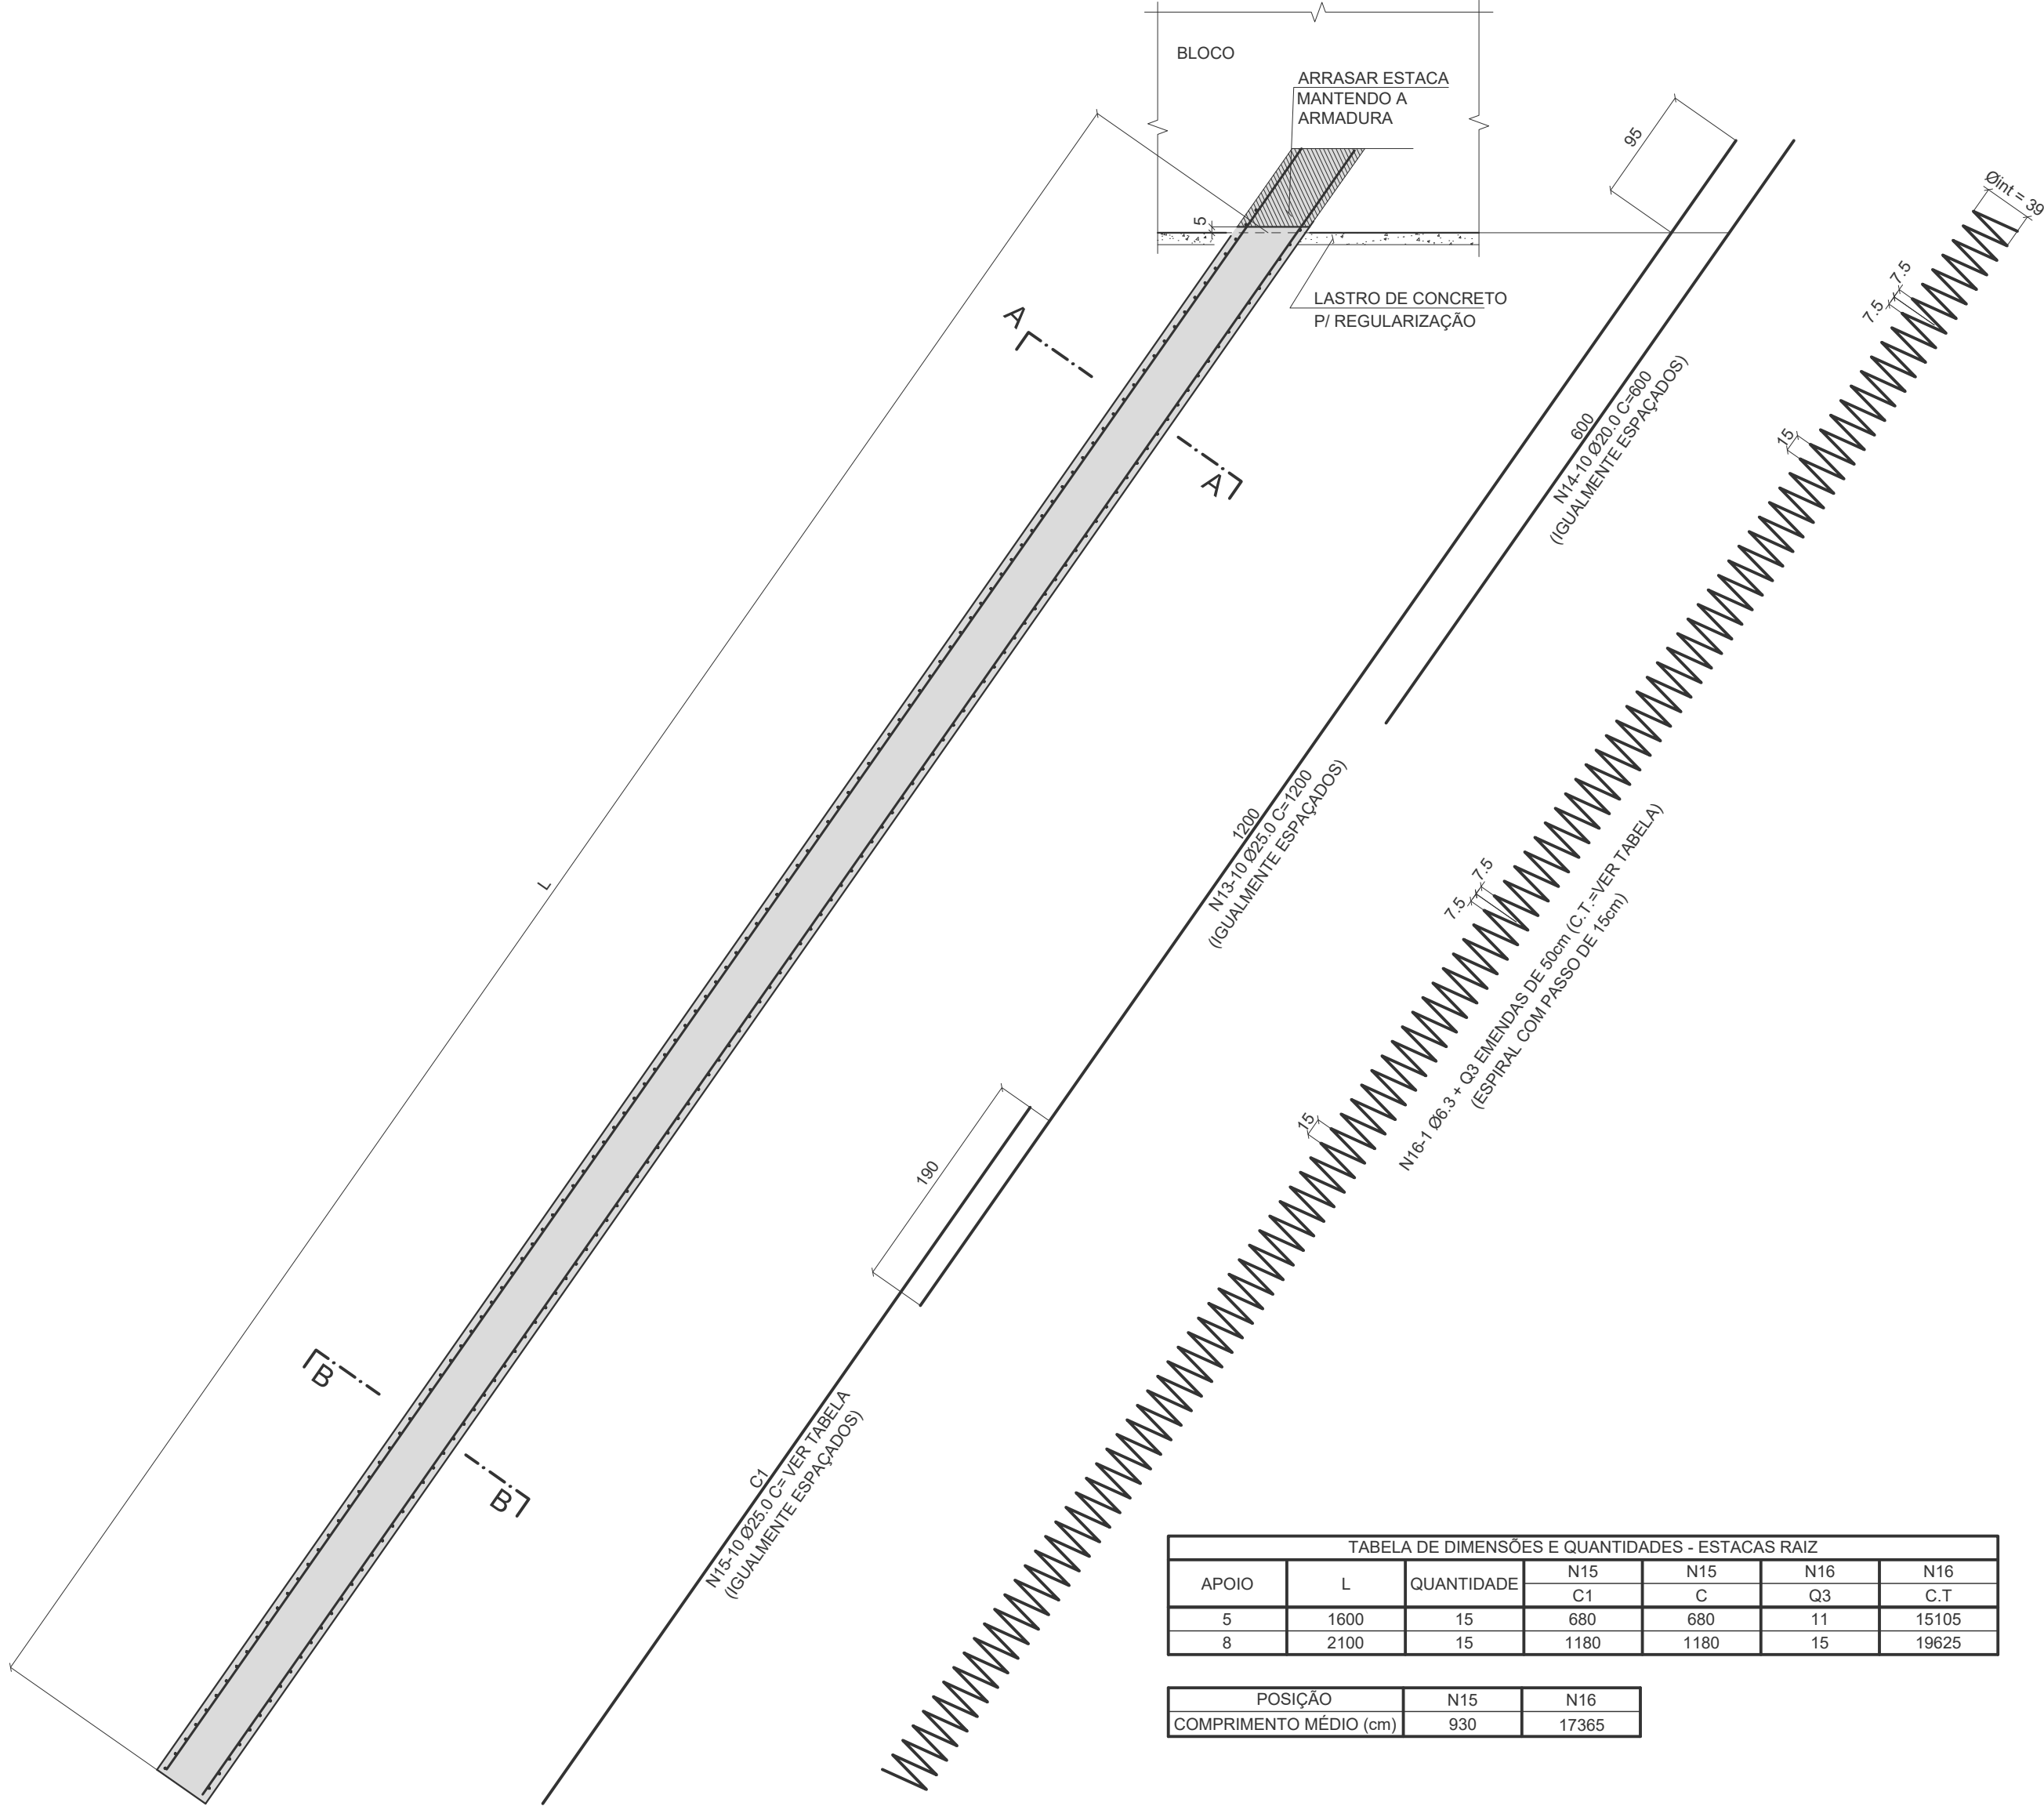 BLOCO
ARRASAR ESTACA
MANTENDO A
ARMADURA
95
Øint = 39
5
LASTRO DE CONCRETO
P/ REGULARIZAÇÃO
A
A
7.5
7.5
600
N14-10 Ø20.0 C=600
(IGUALMENTE ESPAÇADOS)
15
L
1200
N13-10 Ø25.0 C=1200
(IGUALMENTE ESPAÇADOS)
7.5
7.5
N16-1 Ø6.3 + Q3 EMENDAS DE 50cm (C.T.=VER TABELA)
(ESPIRAL COM PASSO DE 15cm)
15
190
B
B
C1
N15-10 Ø25.0 C= VER TABELA
(IGUALMENTE ESPAÇADOS)
TABELA DE DIMENSÕES E QUANTIDADES - ESTACAS RAIZ
APOIO L QUANTIDADE N15 N15 N16 N16
C1 C Q3 C.T
5 1600 15 680 680 11 15105
8 2100 15 1180 1180 15 19625
POSIÇÃO N15 N16
COMPRIMENTO MÉDIO (cm) 930 17365